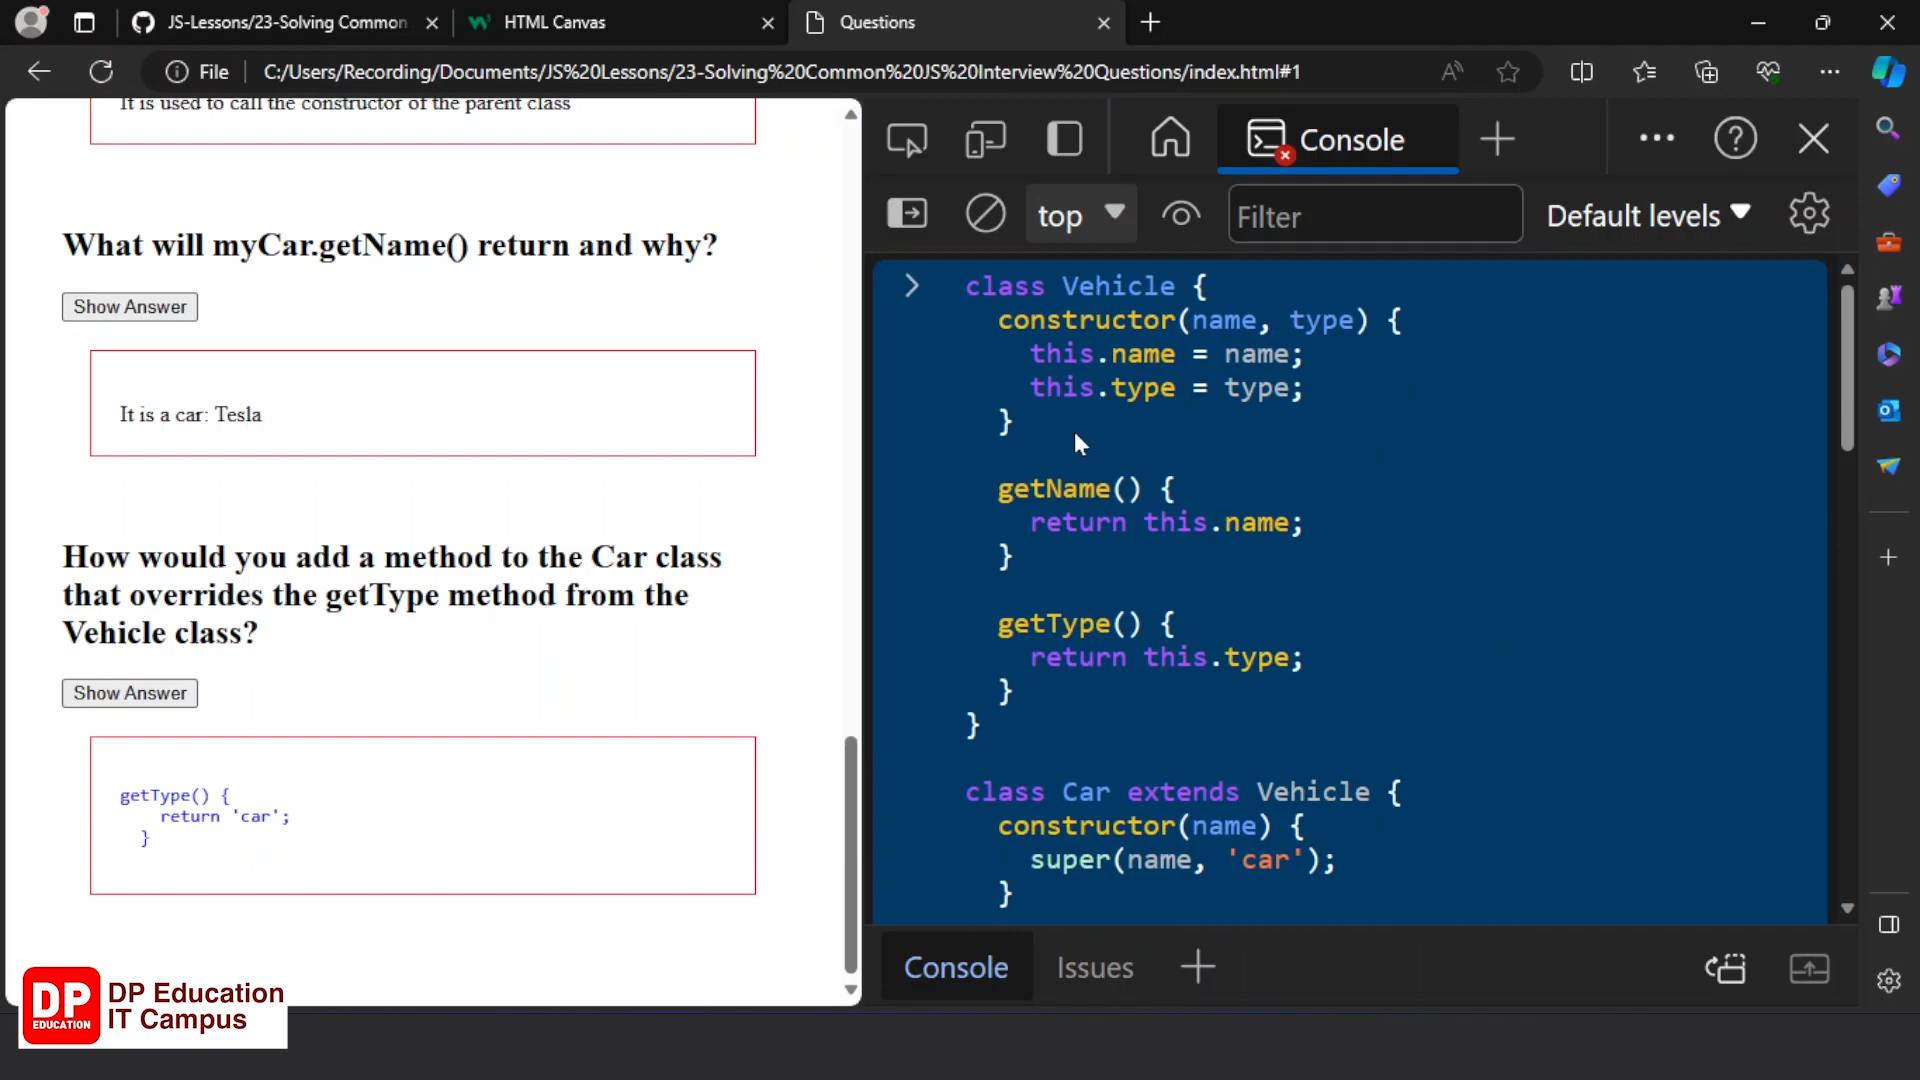 JS-Lessons/23-Solving Common
HTML Canvas
Questions
File
C:/Users/Recording/Documents/JS%20Lessons/23-Solving%20Common%20JS%20Interview%20Questions/index.html#1
It is used to call the constructor of the parent class
What will myCar.getName() return and why?
Show Answer
It is a car: Tesla
How would you add a method to the Car class
that overrides the getType method from the
Vehicle class?
Show Answer
getType() {
return 'car';
}
DP
EDUCATION
DP Education
IT Campus
Console
top
Filter
Default levels
class Vehicle {
constructor(name, type) {
this.name = name;
this.type = type;
}
getName() {
return this.name;
}
getType() {
return this.type;
}
}
class Car extends Vehicle {
constructor(name) {
super(name, 'car');
}
Console
Issues